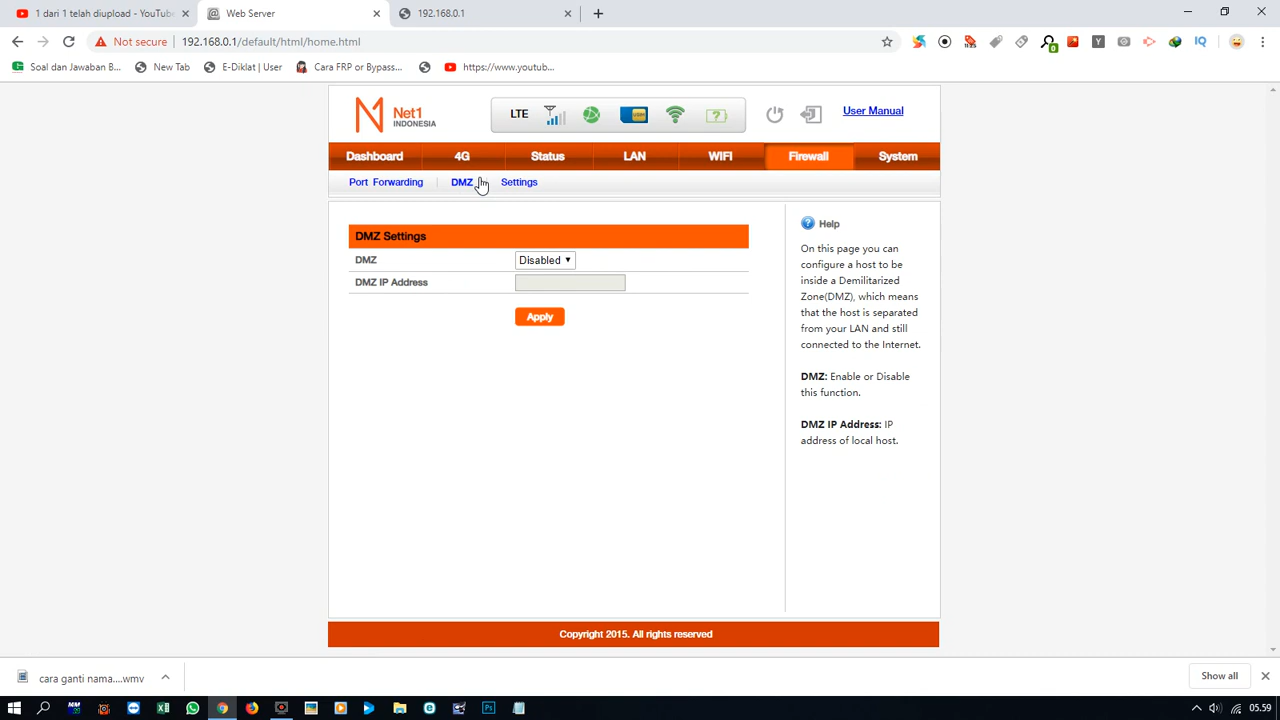 1 dari 1 telah diupload - YouTube
Web Server
192.168.0.1
Not secure
192.168.0.1/default/html/home.html
Soal dan Jawaban B...
New Tab
E-Diklat | User
Cara FRP or Bypass...
https://www.youtub...
Net1
INDONESIA
LTE
User Manual
Dashboard
4G
Status
LAN
WIFI
Firewall
System
Port Forwarding
DMZ
Settings
DMZ Settings
DMZ
Disabled
DMZ IP Address
Apply
Help
On this page you can
configure a host to be
inside a Demilitarized
Zone(DMZ), which means
that the host is separated
from your LAN and still
connected to the Internet.
DMZ: Enable or Disable
this function.
DMZ IP Address: IP
address of local host.
Copyright 2015. All rights reserved
cara ganti nama....wmv
Show all
05.59